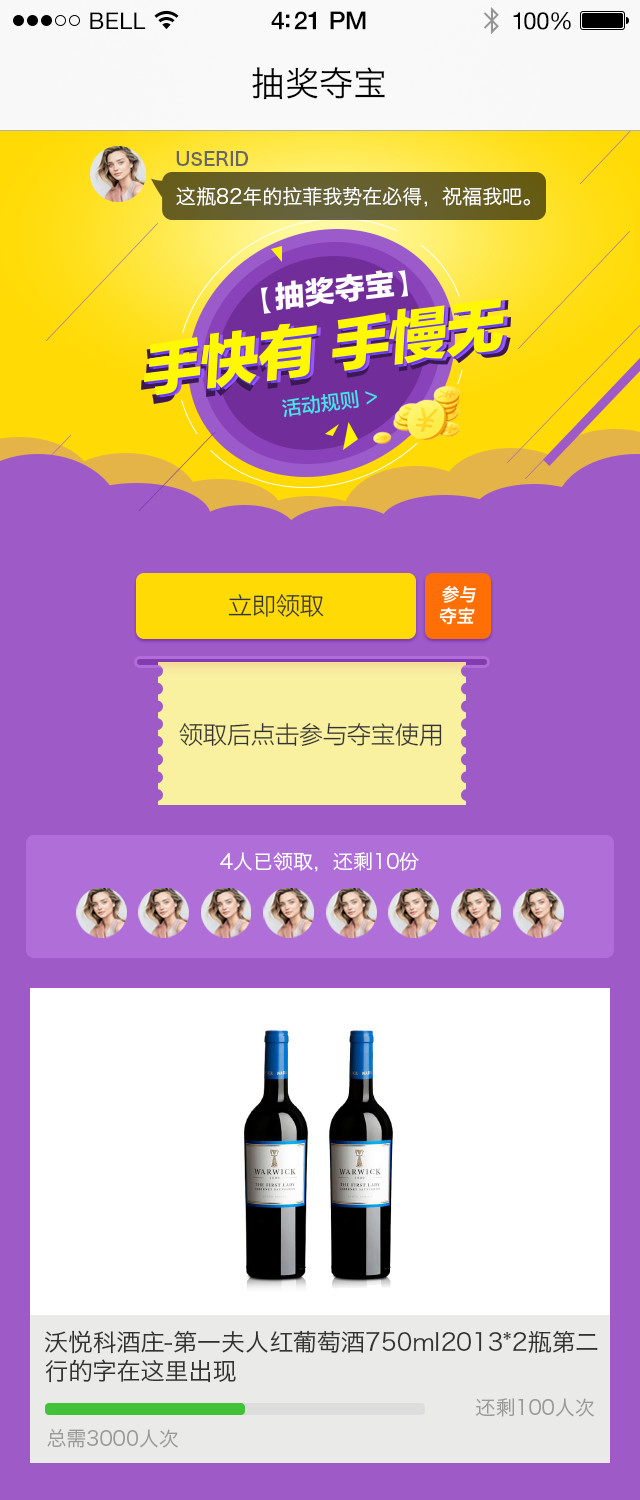 BELL
4:21 PM
100%
抽奖夺宝
USERID
这瓶82年的拉菲我势在必得，祝福我吧。
【抽奖夺宝】
手快有 手慢无
活动规则 >
¥
立即领取
参与
夺宝
领取后点击参与夺宝使用
4人已领取，还剩10份
WARWICK
THE FIRST LADY
CABERNET SAUVIGNON
WARWICK
THE FIRST LADY
CABERNET SAUVIGNON
沃悦科酒庄-第一夫人红葡萄酒750ml2013*2瓶第二
行的字在这里出现
还剩100人次
总需3000人次